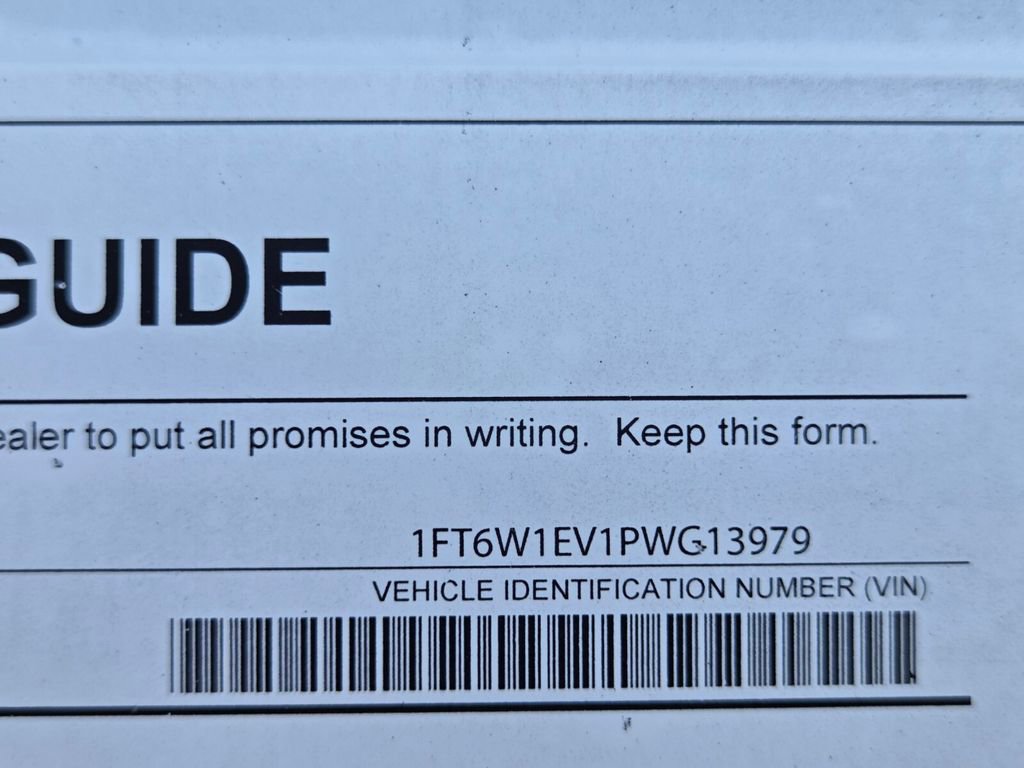 GUIDE
ealer to put all promises in writing. Keep this form.
1FT6W1EV1PWG13979
VEHICLE IDENTIFICATION NUMBER (VIN)